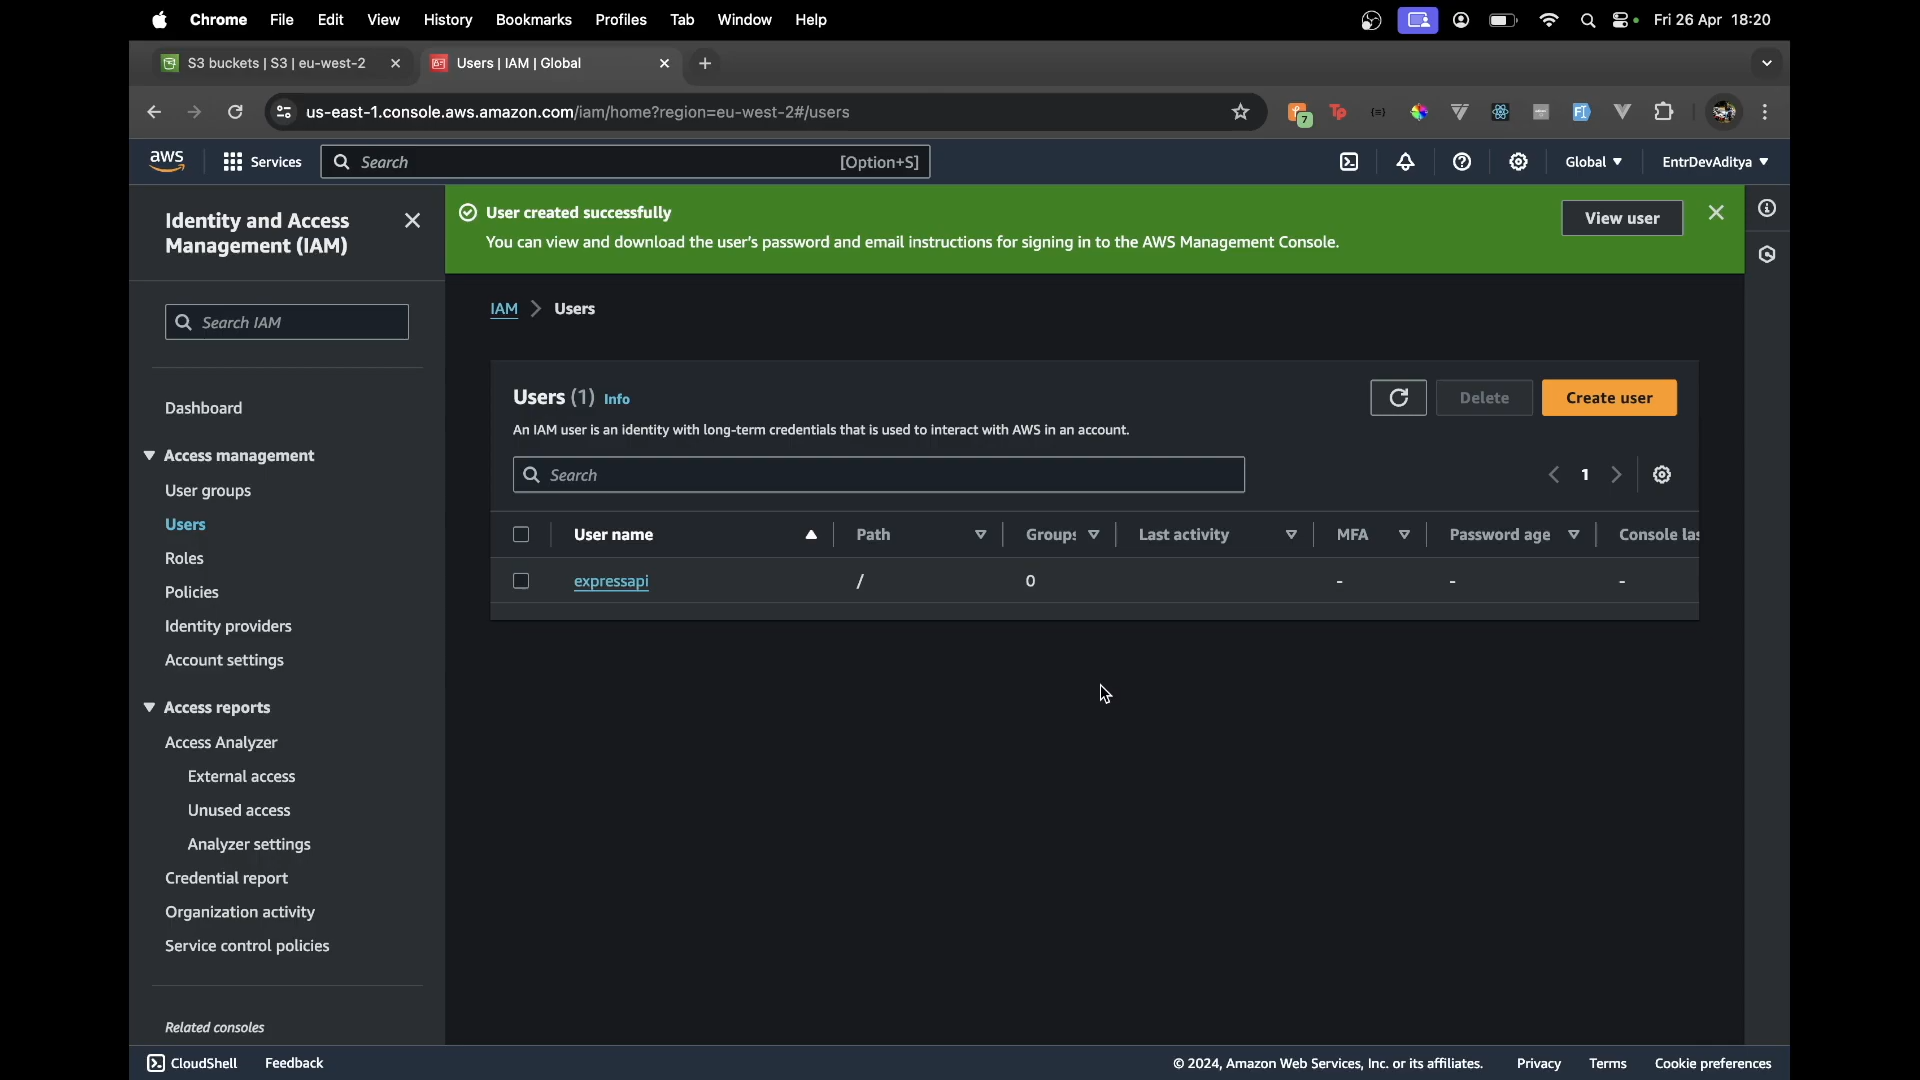 Chrome File Edit View History Bookmarks Profiles Tab Window Help Fri 26 Apr 18:20
S3 buckets | S3 | eu-west-2 Users | IAM | Global
us-east-1.console.aws.amazon.com/iam/home?region=eu-west-2#/users 7 Tp FI
aws Services Search [Option+S] Global EntrDevAditya
Identity and Access
Management (IAM)
Search IAM
Dashboard
Access management
User groups
Users
Roles
Policies
Identity providers
Account settings
Access reports
Access Analyzer
External access
Unused access
Analyzer settings
Credential report
Organization activity
Service control policies
Related consoles
User created successfully
You can view and download the user's password and email instructions for signing in to the AWS Management Console.
View user
IAM > Users
Users (1) Info
Delete Create user
An IAM user is an identity with long-term credentials that is used to interact with AWS in an account.
Search
1
User name Path Groups Last activity MFA Password age Console las
expressapi / 0 - - -
CloudShell Feedback © 2024, Amazon Web Services, Inc. or its affiliates. Privacy Terms Cookie preferences